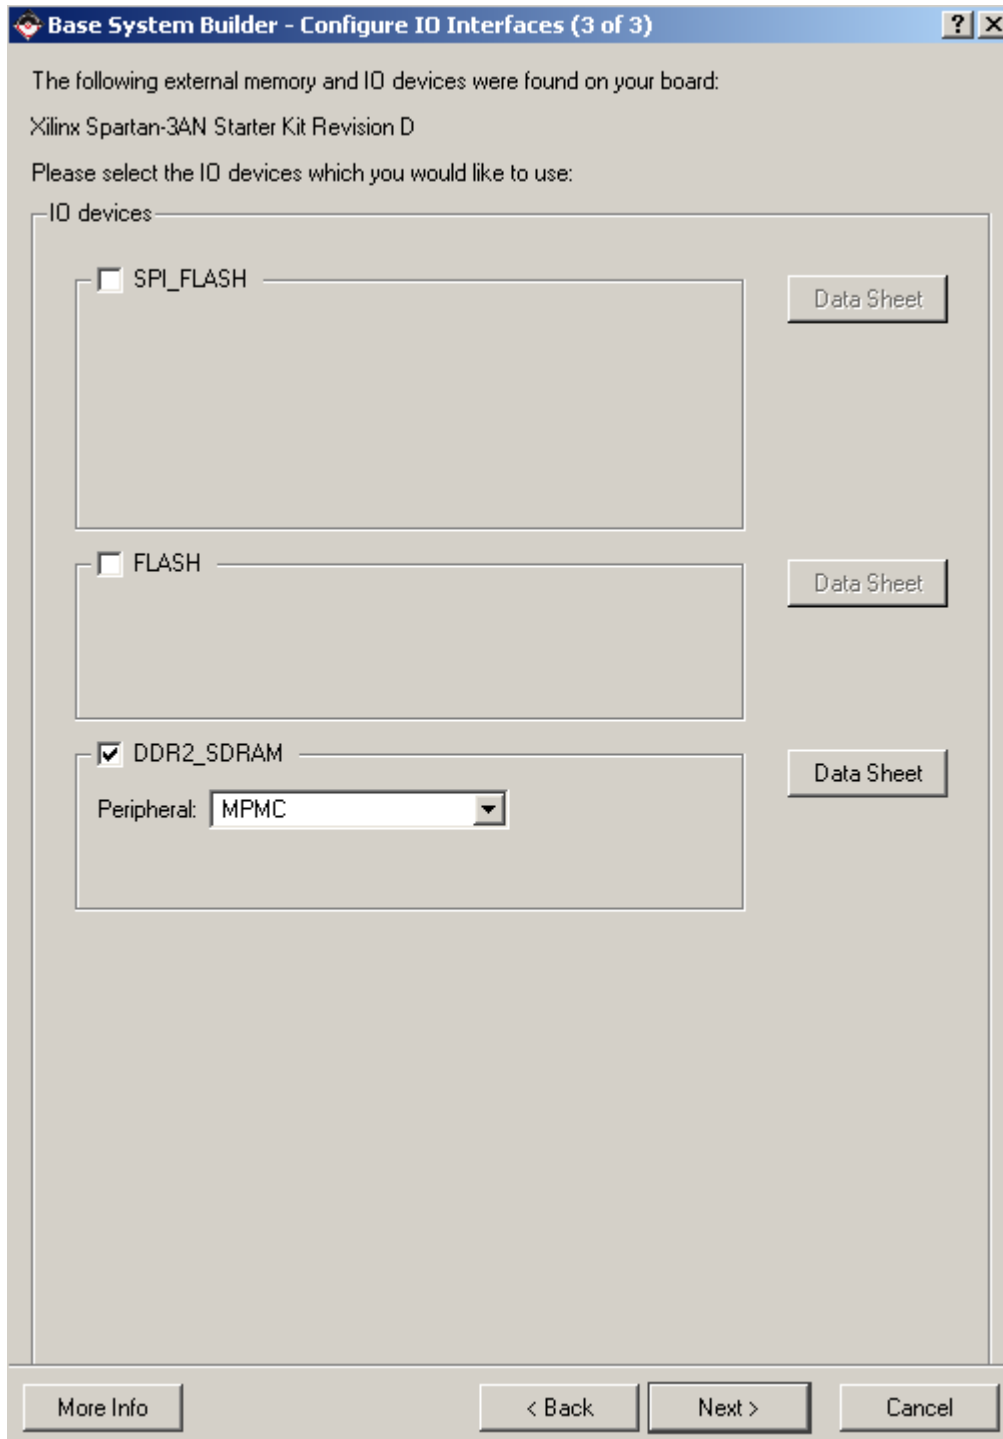 Base System Builder - Configure IO Interfaces (3 of 3)
The following external memory and IO devices were found on your board:
Xilinx Spartan-3AN Starter Kit Revision D
Please select the IO devices which you would like to use:
IO devices
SPI_FLASH
Data Sheet
FLASH
Data Sheet
DDR2_SDRAM
Data Sheet
Peripheral: MPMC
More Info < Back Next > Cancel